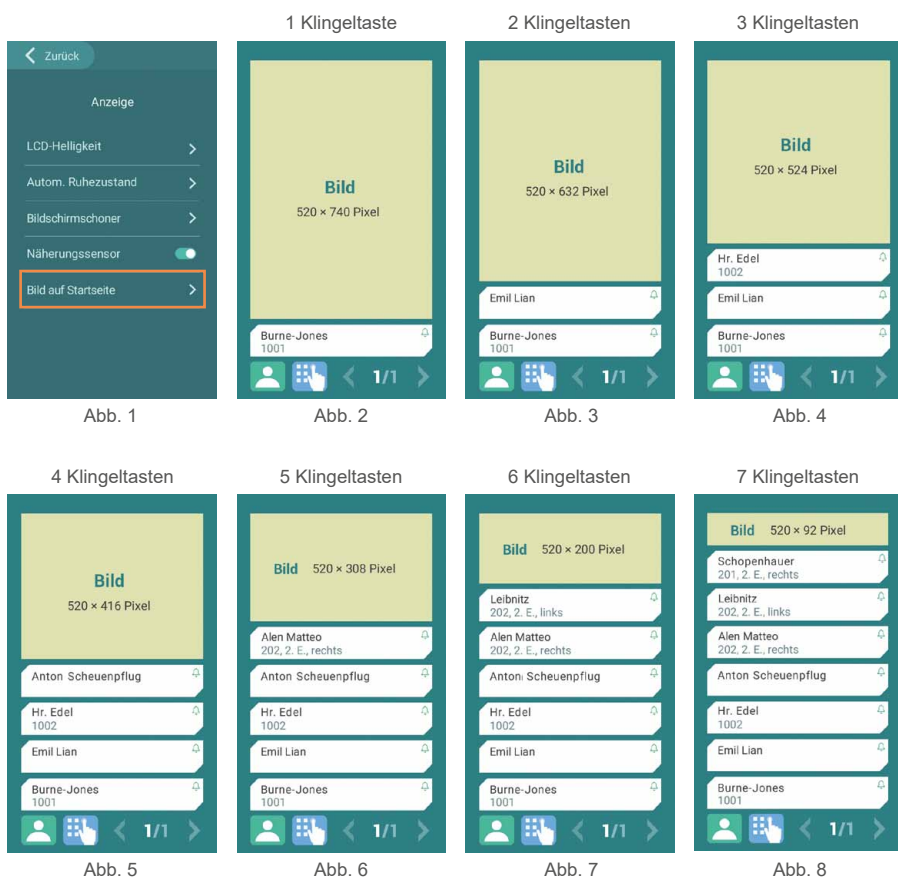 1 Klingeltaste
2 Klingeltasten
3 Klingeltasten
Zurück
Anzeige
LCD-Helligkeit
Autom. Ruhezustand
Bildschirmschoner
Näherungssensor
Bild auf Startseite
Abb. 1
Bild
520 × 740 Pixel
Burne-Jones
1001
1/1
Abb. 2
Bild
520 × 632 Pixel
Emil Lian
Burne-Jones
1001
1/1
Abb. 3
Bild
520 × 524 Pixel
Hr. Edel
1002
Emil Lian
Burne-Jones
1001
1/1
Abb. 4
4 Klingeltasten
5 Klingeltasten
6 Klingeltasten
7 Klingeltasten
Bild
520 × 416 Pixel
Anton Scheuenpflug
Hr. Edel
1002
Emil Lian
Burne-Jones
1001
1/1
Abb. 5
Bild 520 × 308 Pixel
Alen Matteo
202, 2. E., rechts
Anton Scheuenpflug
Hr. Edel
1002
Emil Lian
Burne-Jones
1001
1/1
Abb. 6
Bild 520 × 200 Pixel
Leibnitz
202, 2. E., links
Alen Matteo
202, 2. E., rechts
Anton Scheuenpflug
Hr. Edel
1002
Emil Lian
Burne-Jones
1001
1/1
Abb. 7
Bild 520 × 92 Pixel
Schopenhauer
201, 2. E., rechts
Leibnitz
202, 2. E., links
Alen Matteo
202, 2. E., rechts
Anton Scheuenpflug
Hr. Edel
1002
Emil Lian
Burne-Jones
1001
1/1
Abb. 8